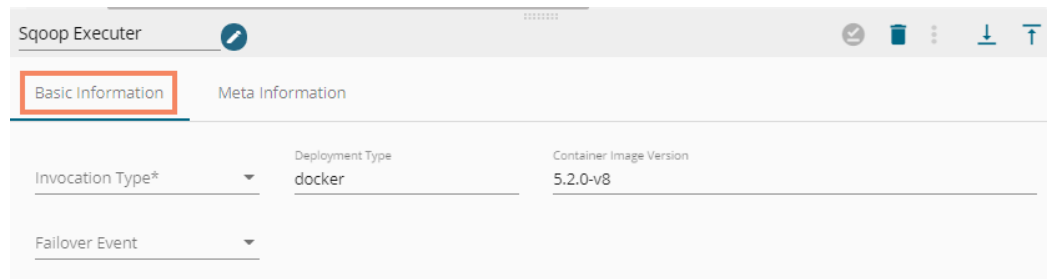 Sqoop Executer
Basic Information Meta Information
Deployment Type Container Image Version
Invocation Type* docker 5.2.0-v8
Failover Event